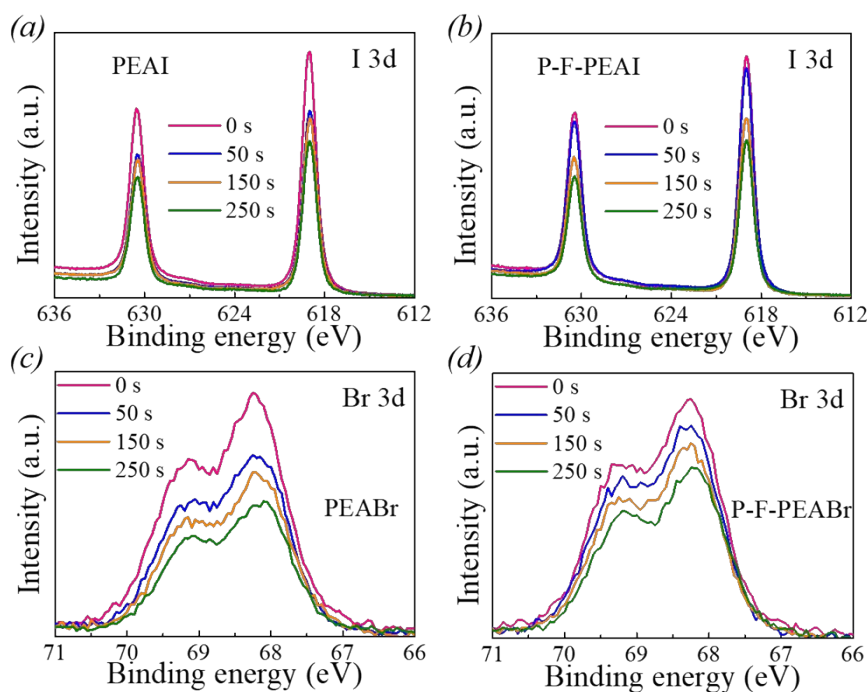 (a)
PEAI
I 3d
0 s
50 s
150 s
250 s
Intensity (a.u.)
636 630 624 618 612
Binding energy (eV)
(b)
P-F-PEAI
I 3d
0 s
50 s
150 s
250 s
Intensity (a.u.)
636 630 624 618 612
Binding energy (eV)
(c)
0 s
50 s
150 s
250 s
Br 3d
PEABr
Intensity (a.u.)
71 70 69 68 67 66
Binding energy (eV)
(d)
0 s
50 s
150 s
250 s
Br 3d
P-F-PEABr
Intensity (a.u.)
71 70 69 68 67 66
Binding energy (eV)